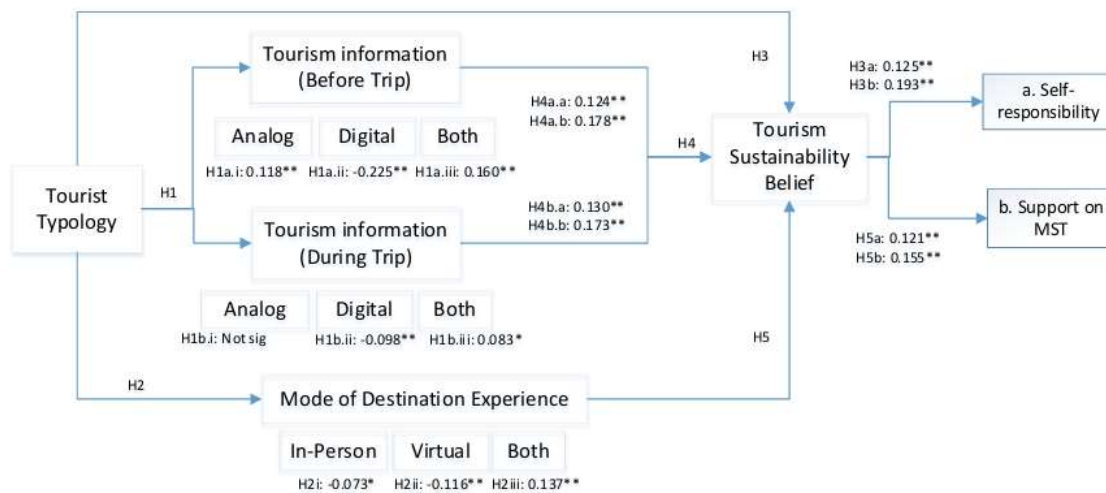 Tourism information
(Before Trip)
H3
H3a: 0.125**
H3b: 0.193**
a. Self-
responsibility
H4a.a: 0.124**
H4a.b: 0.178**
Analog
Digital
Both
H1a.i: 0.118**
H1a.ii: -0.225**
H1a.iii: 0.160**
H4
Tourism
Sustainability
Belief
Tourist
Typology
H1
H4b.a: 0.130**
H4b.b: 0.173**
b. Support on
MST
Tourism information
(During Trip)
H5a: 0.121**
H5b: 0.155**
Analog
Digital
Both
H1b.i: Not sig
H1b.ii: -0.098**
H1b.iii: 0.083*
H5
H2
Mode of Destination Experience
In-Person
Virtual
Both
H2i: -0.073*
H2ii: -0.116**
H2iii: 0.137**